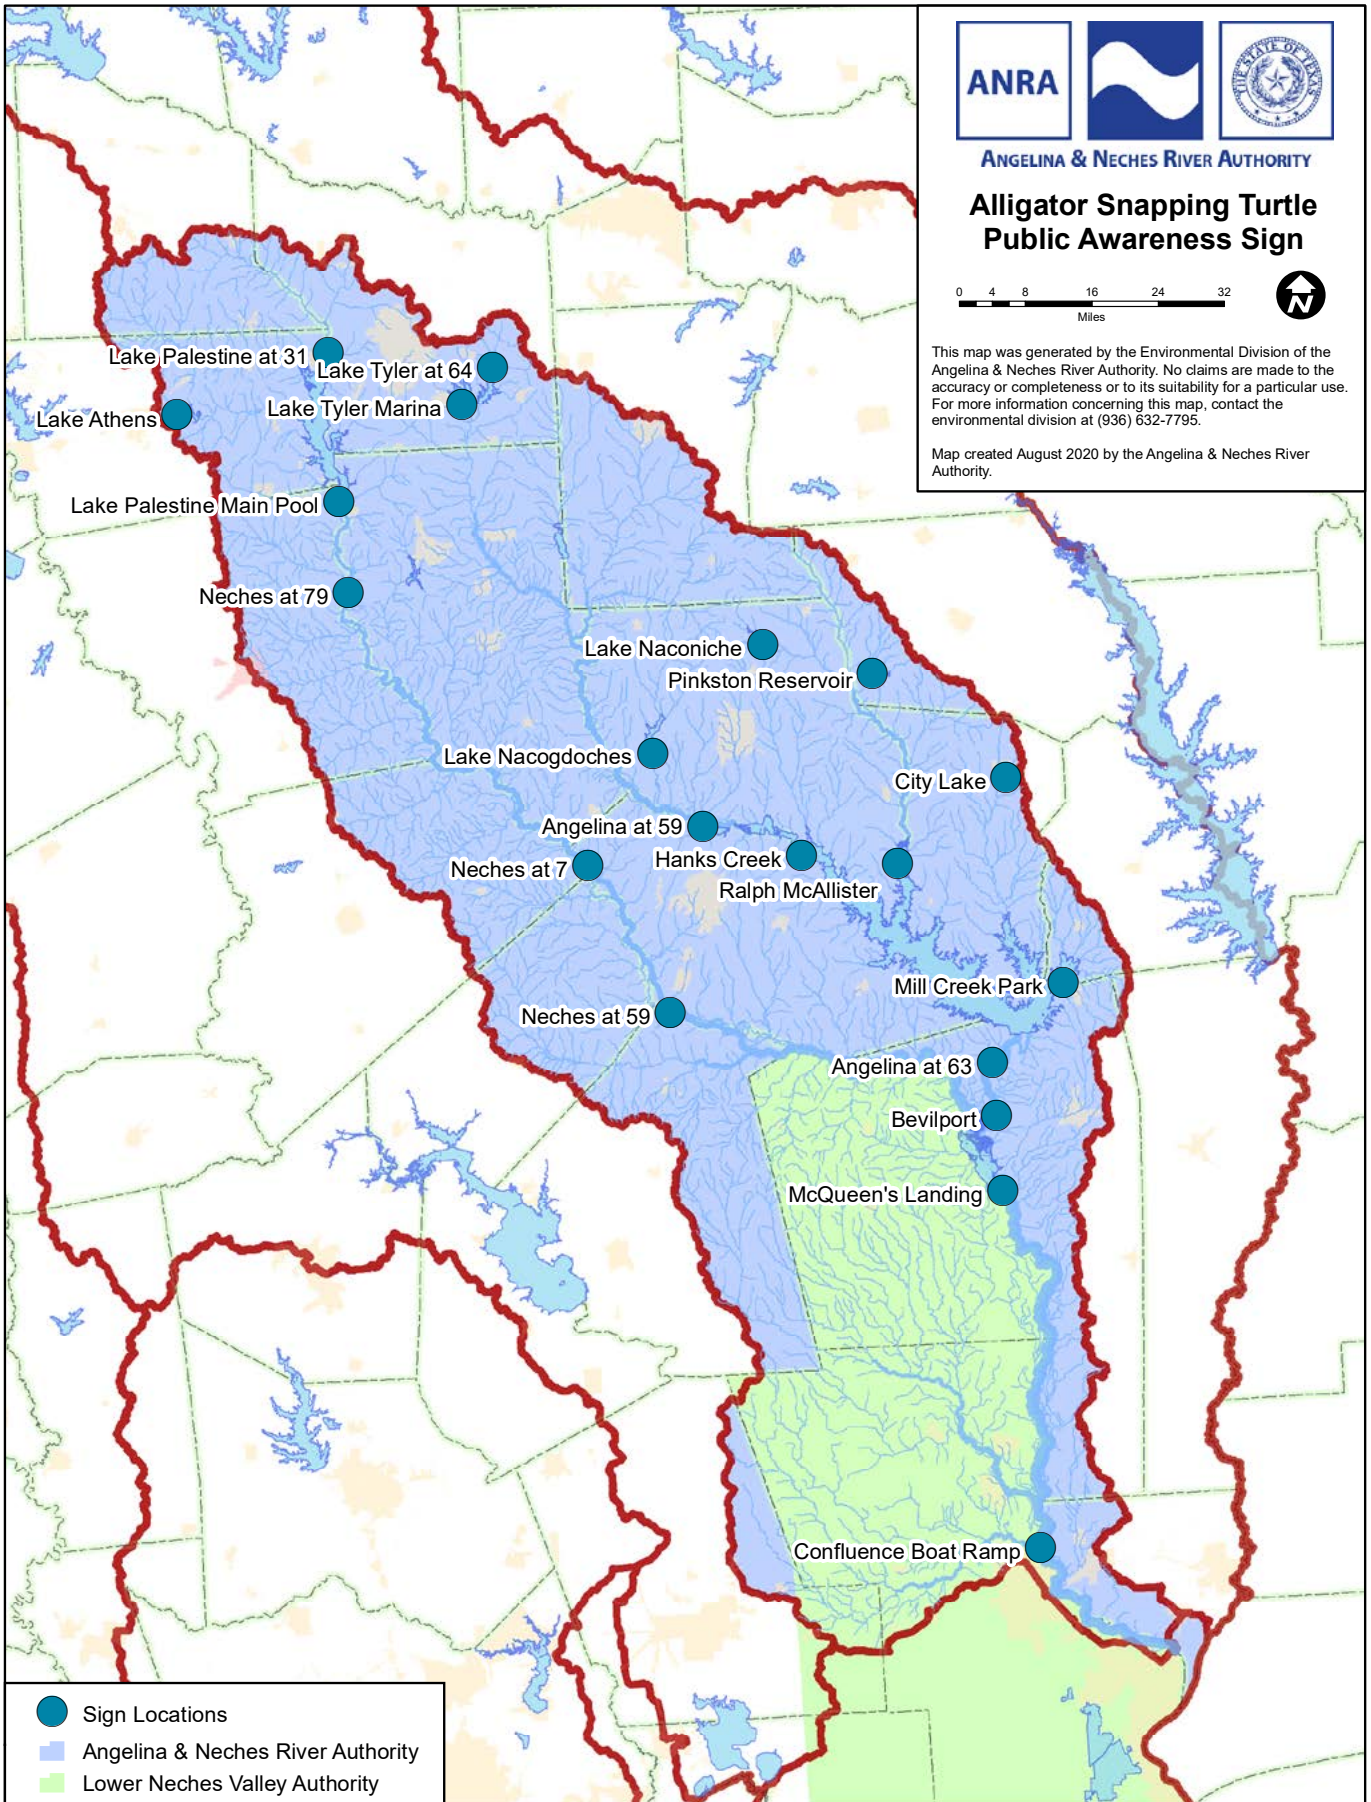 ANRA
THE STATE OF TEXAS
ANGELINA & NECHES RIVER AUTHORITY
Alligator Snapping Turtle
Public Awareness Sign
0 4 8 16 24 32
Miles
N
This map was generated by the Environmental Division of the
Angelina & Neches River Authority. No claims are made to the
accuracy or completeness or to its suitability for a particular use.
For more information concerning this map, contact the
environmental division at (936) 632-7795.
Map created August 2020 by the Angelina & Neches River
Authority.
Lake Palestine at 31
Lake Tyler at 64
Lake Tyler Marina
Lake Athens
Lake Palestine Main Pool
Neches at 79
Lake Naconiche
Pinkston Reservoir
Lake Nacogdoches
City Lake
Angelina at 59
Hanks Creek
Neches at 7
Ralph McAllister
Mill Creek Park
Neches at 59
Angelina at 63
Bevilport
McQueen's Landing
Confluence Boat Ramp
Sign Locations
Angelina & Neches River Authority
Lower Neches Valley Authority